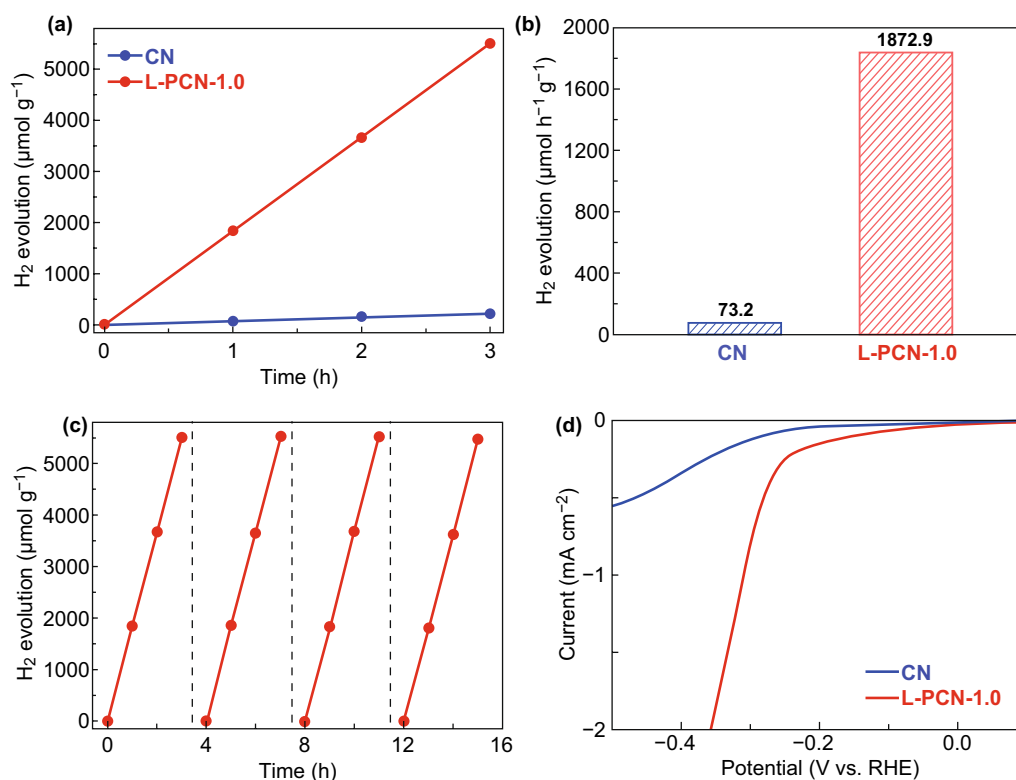 (a)
CN
L-PCN-1.0
H₂ evolution (µmol g⁻¹)
5000
4000
3000
2000
1000
0
0 1 2 3
Time (h)
(b)
H₂ evolution (µmol h⁻¹ g⁻¹)
2000
1600
1200
800
400
0
1872.9
73.2
CN L-PCN-1.0
(c)
H₂ evolution (µmol g⁻¹)
5000
4000
3000
2000
1000
0
0 4 8 12 16
Time (h)
(d)
Current (mA cm⁻²)
0
−1
−2
CN
L-PCN-1.0
−0.4 −0.2 0.0
Potential (V vs. RHE)